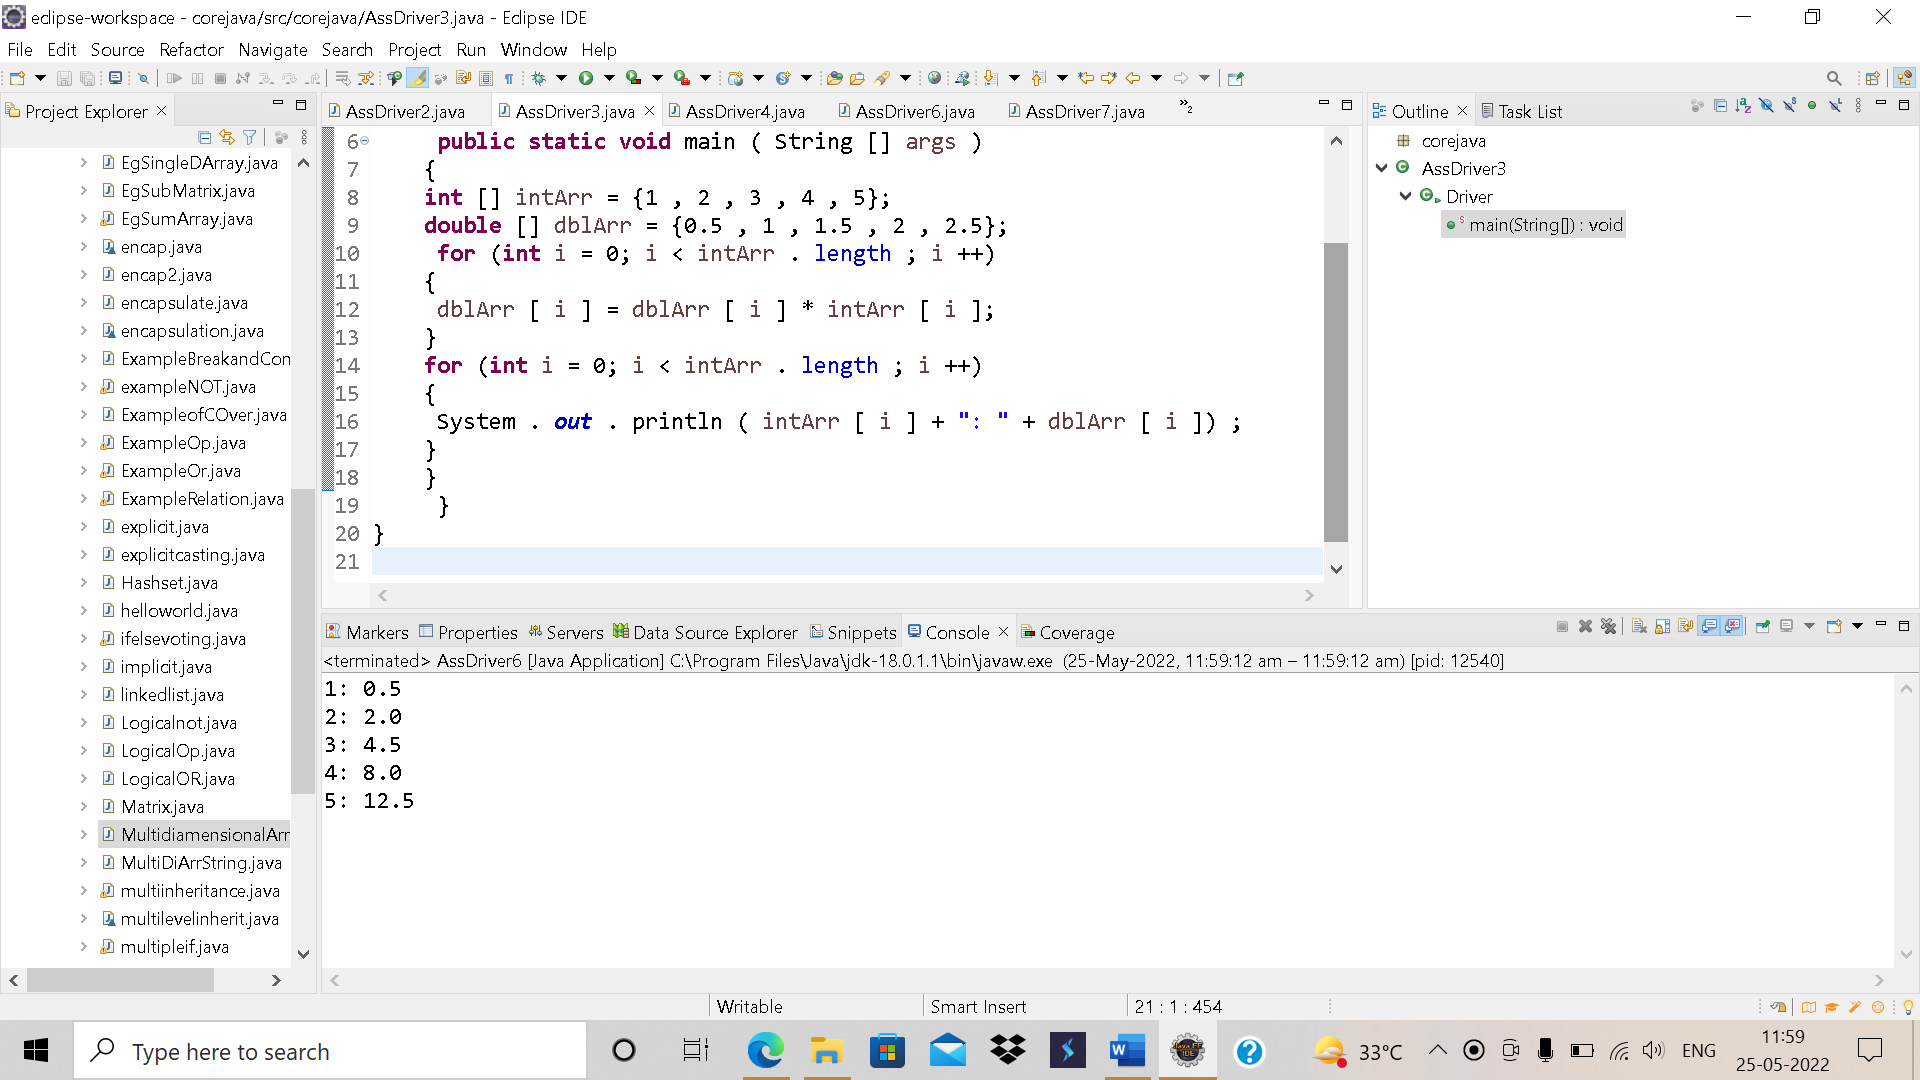 eclipse-workspace - corejava/src/corejava/AssDriver3.java - Eclipse IDE
File Edit Source Refactor Navigate Search Project Run Window Help
Project Explorer
EgSingleDArray.java
EgSubMatrix.java
EgSumArray.java
encap.java
encap2.java
encapsulate.java
encapsulation.java
ExampleBreakandCon
exampleNOT.java
ExampleofCOver.java
ExampleOp.java
ExampleOr.java
ExampleRelation.java
explicit.java
explicitcasting.java
Hashset.java
helloworld.java
ifelsevoting.java
implicit.java
linkedlist.java
Logicalnot.java
LogicalOp.java
LogicalOR.java
Matrix.java
MultidiamensionalArr
MultiDiArrString.java
multiinheritance.java
multilevelinherit.java
multipleif.java
AssDriver2.java AssDriver3.java AssDriver4.java AssDriver6.java AssDriver7.java »2
6 public static void main ( String [] args )
7 {
8 int [] intArr = {1 , 2 , 3 , 4 , 5};
9 double [] dblArr = {0.5 , 1 , 1.5 , 2 , 2.5};
10 for (int i = 0; i < intArr . length ; i ++)
11 {
12 dblArr [ i ] = dblArr [ i ] * intArr [ i ];
13 }
14 for (int i = 0; i < intArr . length ; i ++)
15 {
16 System . out . println ( intArr [ i ] + ": " + dblArr [ i ]) ;
17 }
18 }
19 }
20 }
21
Outline Task List
corejava
AssDriver3
Driver
main(String[]) : void
Markers Properties Servers Data Source Explorer Snippets Console Coverage
<terminated> AssDriver6 [Java Application] C:\Program Files\Java\jdk-18.0.1.1\bin\javaw.exe (25-May-2022, 11:59:12 am – 11:59:12 am) [pid: 12540]
1: 0.5
2: 2.0
3: 4.5
4: 8.0
5: 12.5
Writable Smart Insert 21 : 1 : 454
Type here to search
33°C
ENG
11:59
25-05-2022